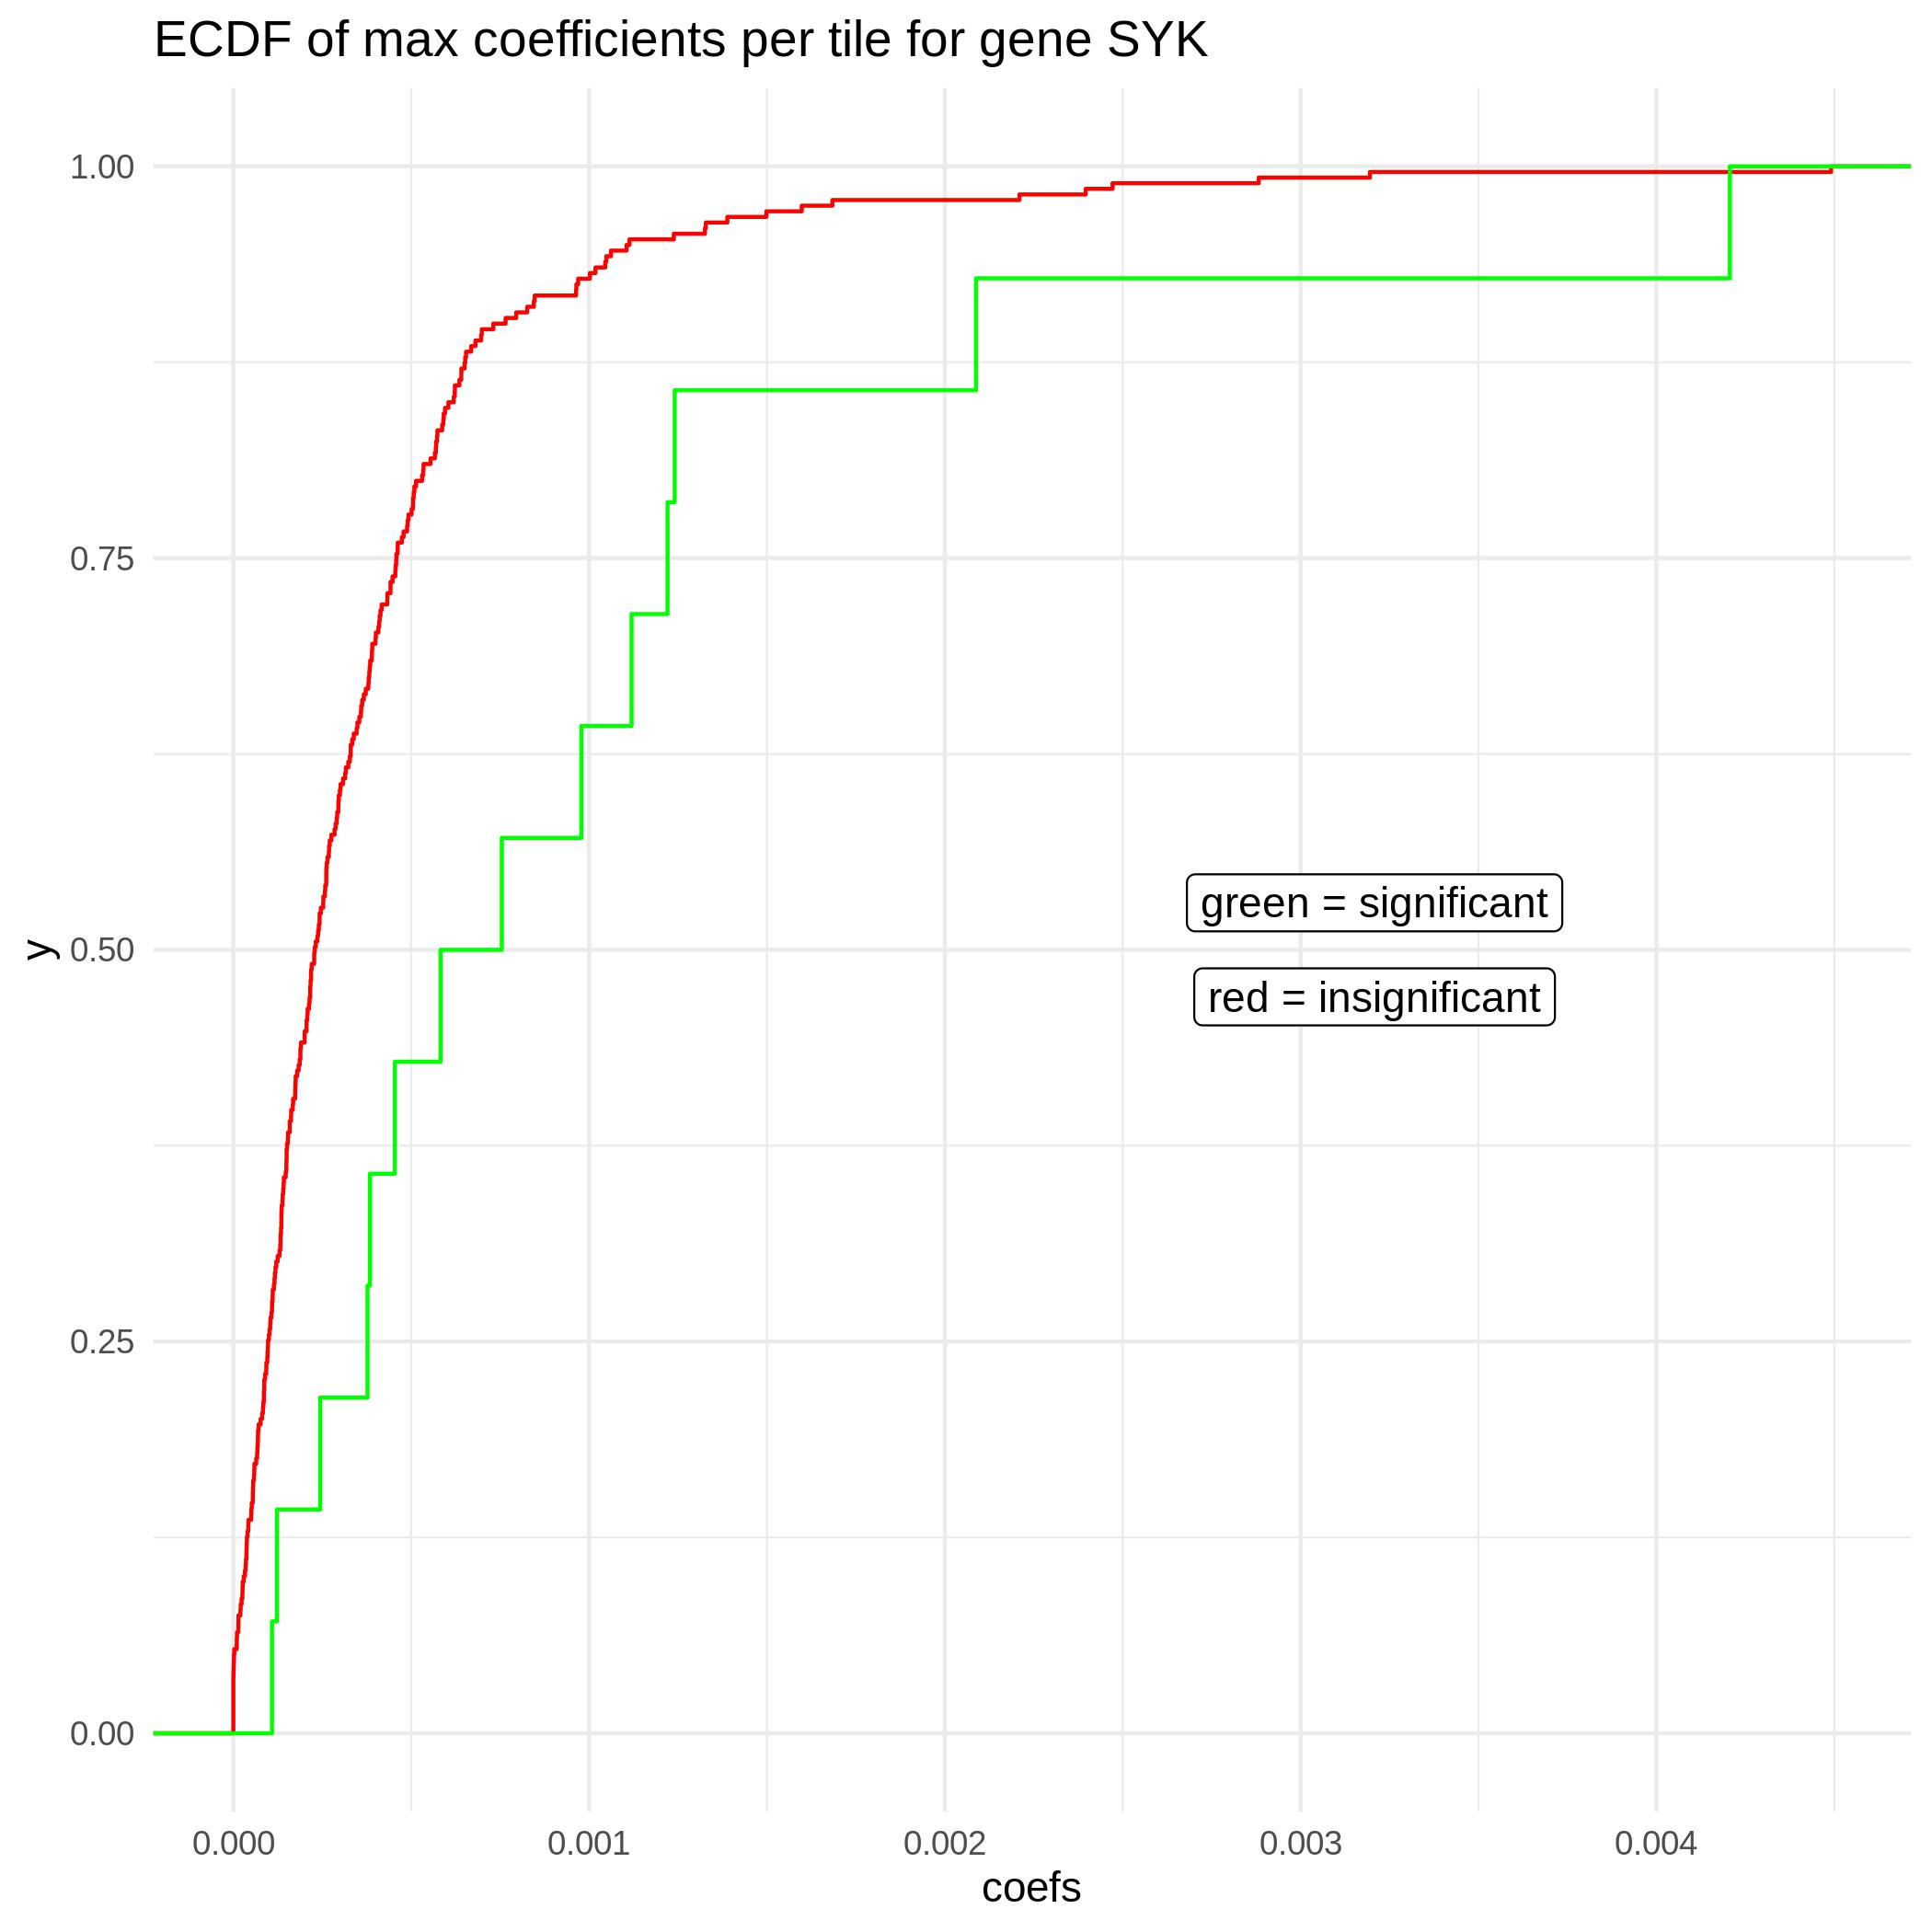 ECDF of max coefficients per tile for gene SYK
1.00
0.75
0.50
0.25
0.00
y
green = significant
red = insignificant
0.000 0.001 0.002 0.003 0.004
coefs